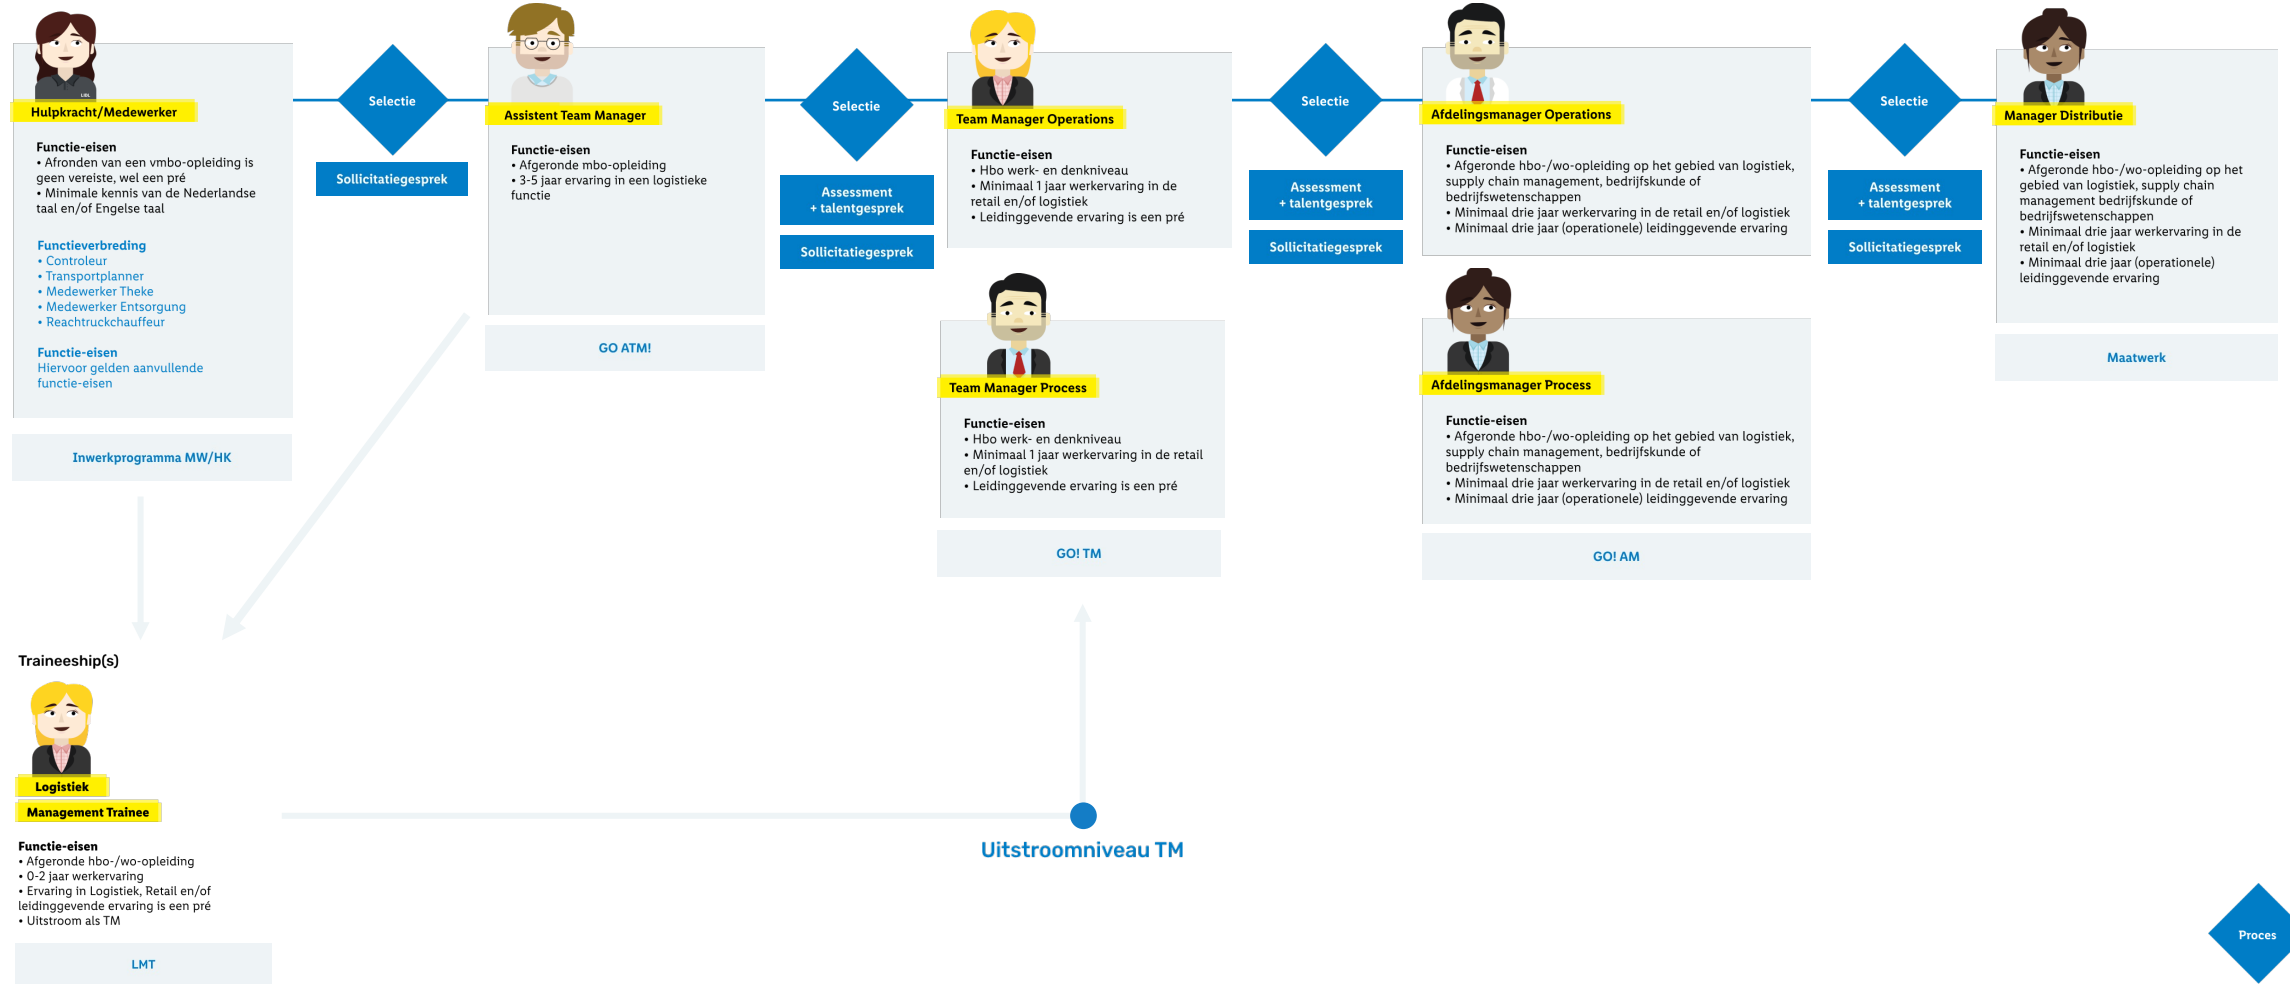 LIDL
Hulpkracht/Medewerker
Functie-eisen
• Afronden van een vmbo-opleiding is
geen vereiste, wel een pré
• Minimale kennis van de Nederlandse
taal en/of Engelse taal
Functieverbreding
• Controleur
• Transportplanner
• Medewerker Theke
• Medewerker Entsorgung
• Reachtruckchauffeur
Functie-eisen
Hiervoor gelden aanvullende
functie-eisen
Inwerkprogramma MW/HK
Selectie
Sollicitatiegesprek
Assistent Team Manager
Functie-eisen
• Afgeronde mbo-opleiding
• 3-5 jaar ervaring in een logistieke
functie
GO ATM!
Selectie
Assessment
+ talentgesprek
Sollicitatiegesprek
Team Manager Operations
Functie-eisen
• Hbo werk- en denkniveau
• Minimaal 1 jaar werkervaring in de
retail en/of logistiek
• Leidinggevende ervaring is een pré
Team Manager Process
Functie-eisen
• Hbo werk- en denkniveau
• Minimaal 1 jaar werkervaring in de retail
en/of logistiek
• Leidinggevende ervaring is een pré
GO! TM
Selectie
Assessment
+ talentgesprek
Sollicitatiegesprek
Afdelingsmanager Operations
Functie-eisen
• Afgeronde hbo-/wo-opleiding op het gebied van logistiek,
supply chain management, bedrijfskunde of
bedrijfswetenschappen
• Minimaal drie jaar werkervaring in de retail en/of logistiek
• Minimaal drie jaar (operationele) leidinggevende ervaring
Afdelingsmanager Process
Functie-eisen
• Afgeronde hbo-/wo-opleiding op het gebied van logistiek,
supply chain management, bedrijfskunde of
bedrijfswetenschappen
• Minimaal drie jaar werkervaring in de retail en/of logistiek
• Minimaal drie jaar (operationele) leidinggevende ervaring
GO! AM
Selectie
Assessment
+ talentgesprek
Sollicitatiegesprek
Manager Distributie
Functie-eisen
• Afgeronde hbo-/wo-opleiding op het
gebied van logistiek, supply chain
management bedrijfskunde of
bedrijfswetenschappen
• Minimaal drie jaar werkervaring in de
retail en/of logistiek
• Minimaal drie jaar (operationele)
leidinggevende ervaring
Maatwerk
Traineeship(s)
Logistiek
Management Trainee
Functie-eisen
• Afgeronde hbo-/wo-opleiding
• 0-2 jaar werkervaring
• Ervaring in Logistiek, Retail en/of
leidinggevende ervaring is een pré
• Uitstroom als TM
LMT
Uitstroomniveau TM
Proces